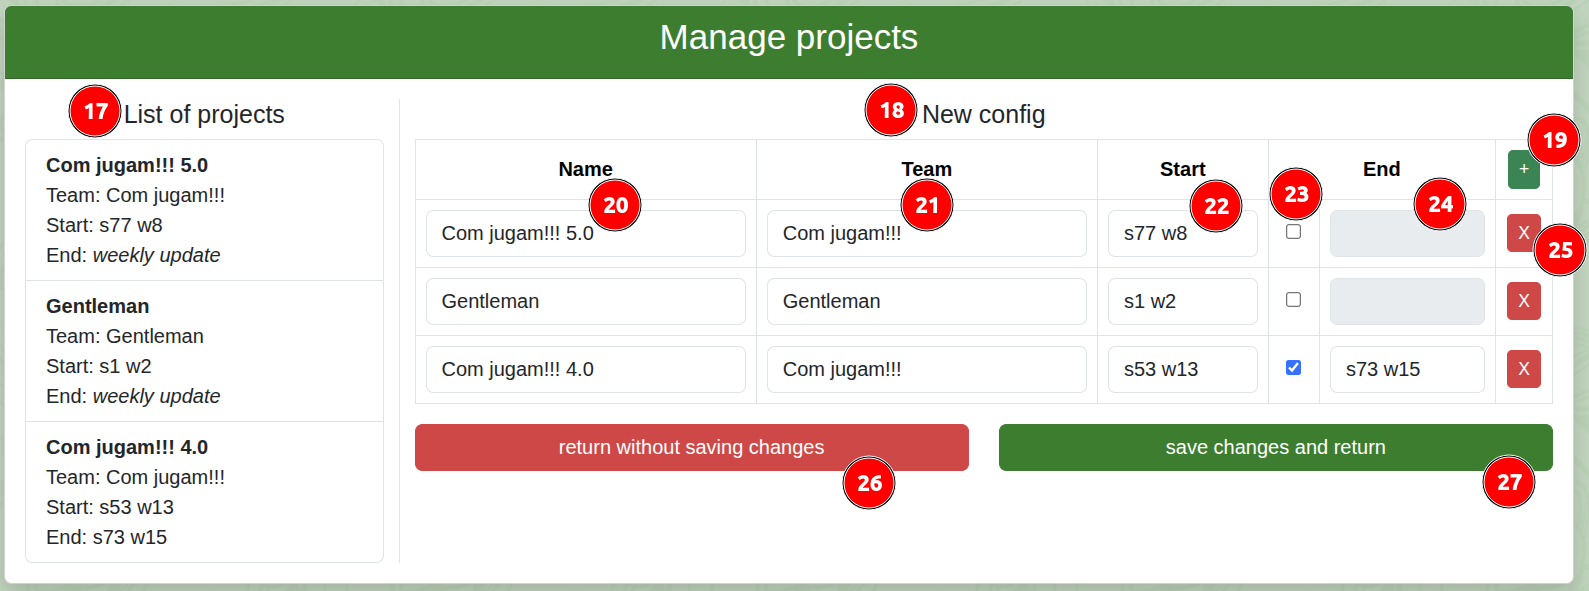 Manage projects
17 List of projects
Com jugam!!! 5.0
Team: Com jugam!!!
Start: s77 w8
End: weekly update
Gentleman
Team: Gentleman
Start: s1 w2
End: weekly update
Com jugam!!! 4.0
Team: Com jugam!!!
Start: s53 w13
End: s73 w15
18 New config
19
Name Team Start End +
20 21 22 23 24
Com jugam!!! 5.0 Com jugam!!! s77 w8 X
25
Gentleman Gentleman s1 w2 X
Com jugam!!! 4.0 Com jugam!!! s53 w13 s73 w15 X
return without saving changes save changes and return
26 27